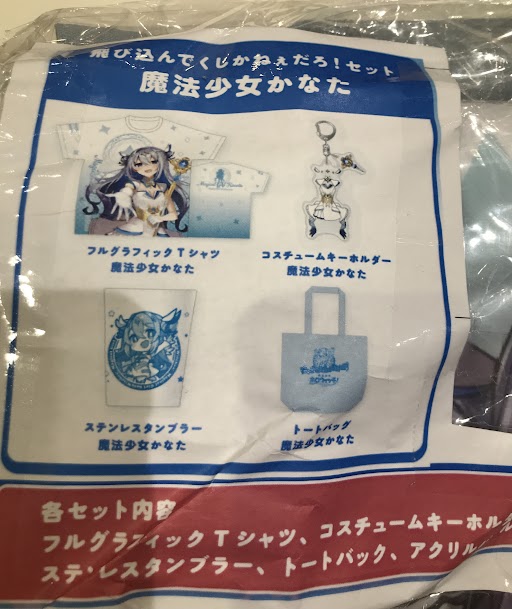 飛び込んでくしかねぇだろ！セット
魔法少女かなた
フルグラフィックTシャツ
魔法少女かなた
コスチュームキーホルダー
魔法少女かなた
ステンレスタンブラー
魔法少女かなた
トートバッグ
魔法少女かなた
各セット内容
フルグラフィックTシャツ、コスチュームキーホル
ステ・レスタンブラー、トートバック、アクリル